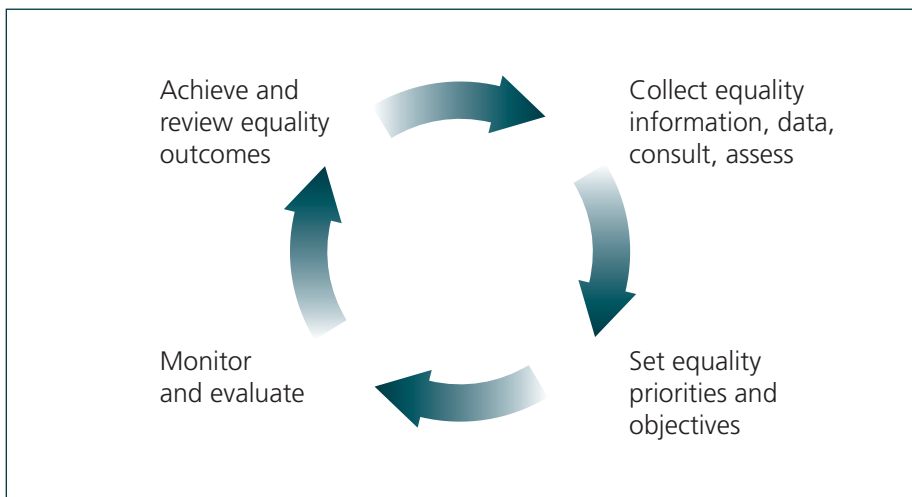 Achieve and
review equality
outcomes
Collect equality
information, data,
consult, assess
Set equality
priorities and
objectives
Monitor
and evaluate